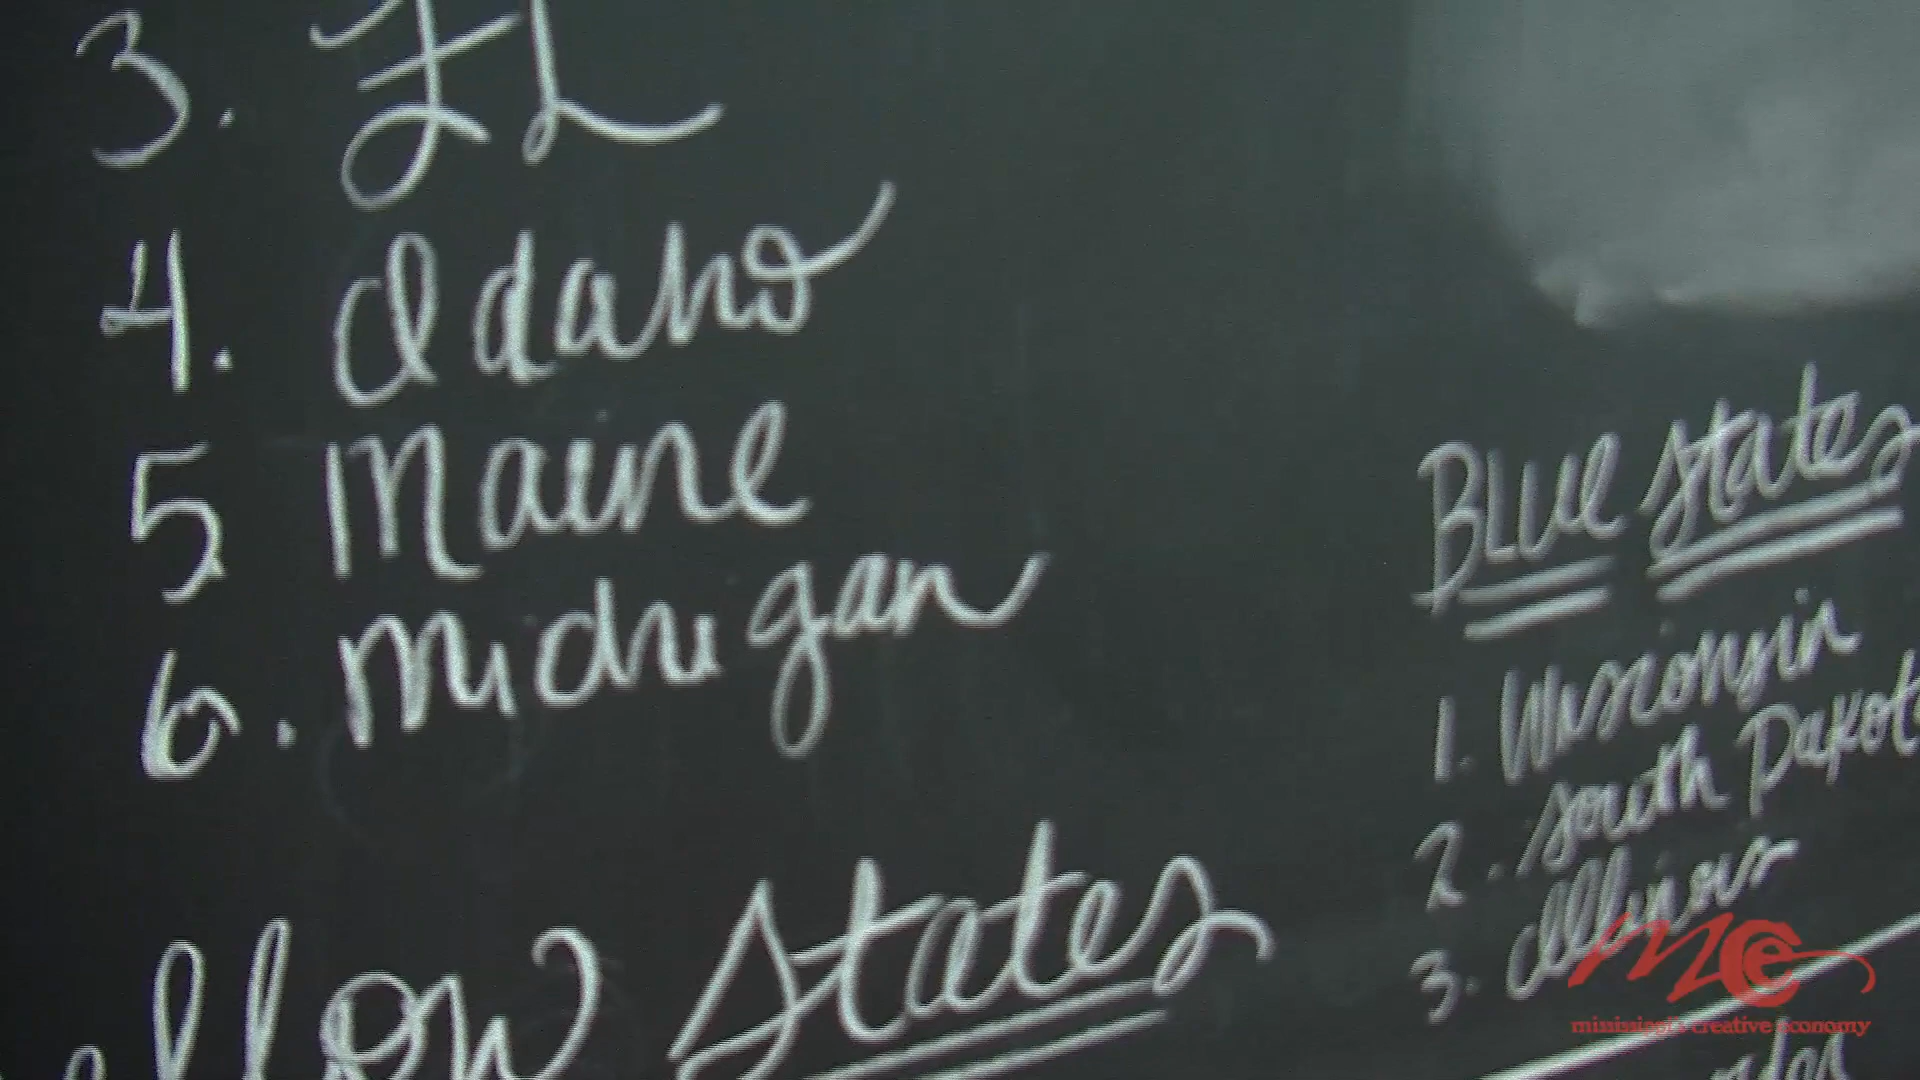 3. FL
4. Idaho
5 Maine
6. Michigan
States
BLUE States
1. Wisconsin
2. South Dakot
3. Illinois
mce
mississippi's creative economy